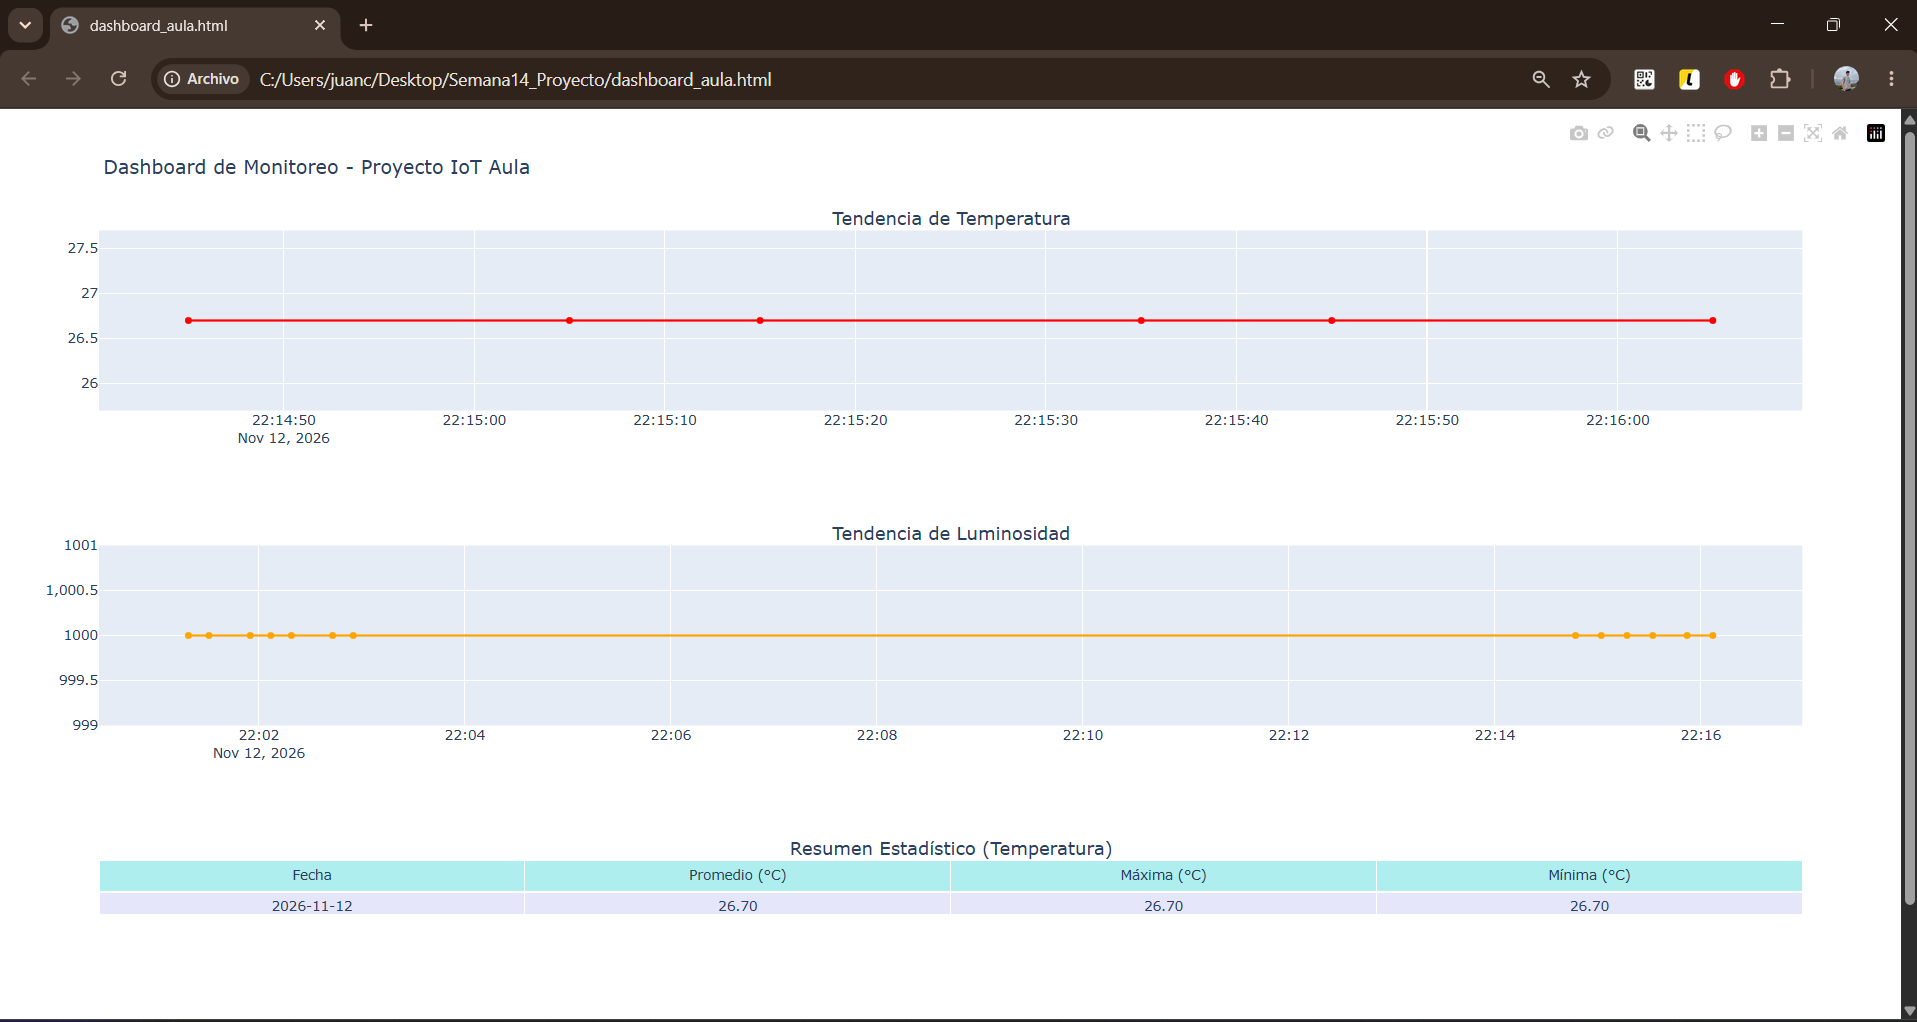 dashboard_aula.html
Archivo C:/Users/juanc/Desktop/Semana14_Proyecto/dashboard_aula.html
Dashboard de Monitoreo - Proyecto IoT Aula
Tendencia de Temperatura
27.5
27
26.5
26
22:14:50 22:15:00 22:15:10 22:15:20 22:15:30 22:15:40 22:15:50 22:16:00
Nov 12, 2026
Tendencia de Luminosidad
1001
1,000.5
1000
999.5
999
22:02 22:04 22:06 22:08 22:10 22:12 22:14 22:16
Nov 12, 2026
Resumen Estadístico (Temperatura)
Fecha Promedio (°C) Máxima (°C) Mínima (°C)
2026-11-12 26.70 26.70 26.70